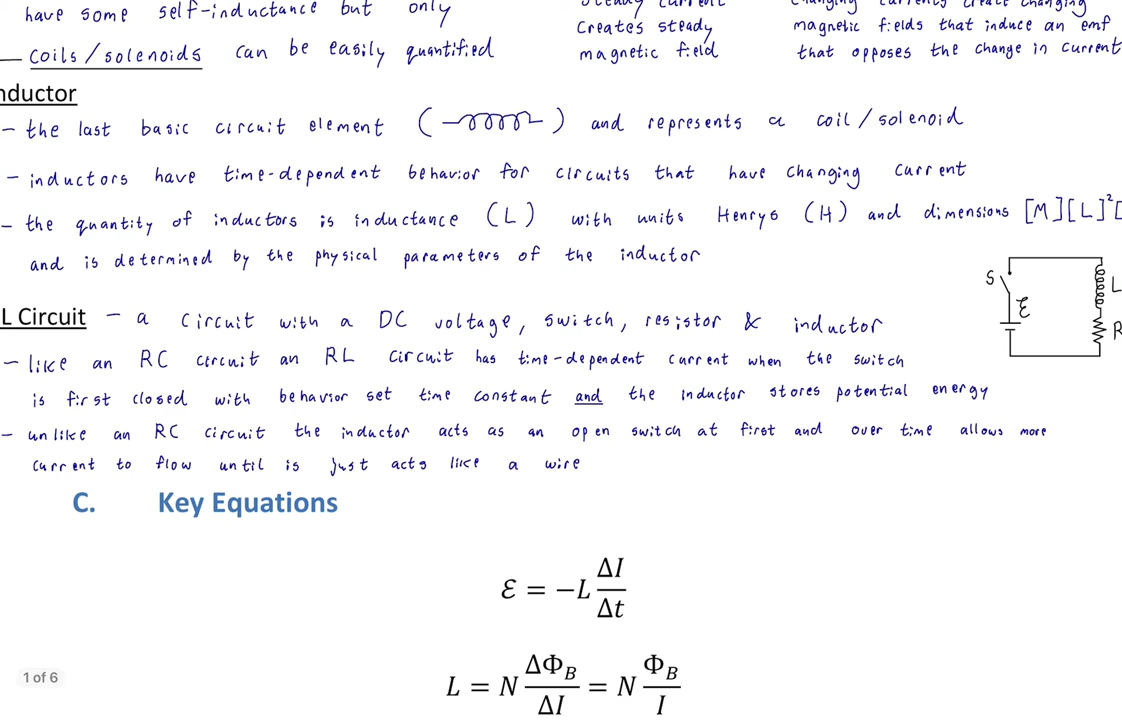 have some self-inductance but only
Steady current
Creates steady
magnetic field
Changing currents create changing
magnetic fields that induce an emf
that opposes the change in current
— Coils/solenoids can be easily quantified
nductor
– the last basic circuit element ( ) and represents a coil/solenoid
– inductors have time-dependent behavior for circuits that have changing current
– the quantity of inductors is inductance (L) with units Henrys (H) and dimensions [M][L]²[
and is determined by the physical parameters of the inductor
S
ℰ
L
R
L Circuit – a circuit with a DC voltage, switch, resistor & inductor
– like an RC circuit an RL circuit has time-dependent current when the switch
is first closed with behavior set time constant and the inductor stores potential energy
– unlike an RC circuit the inductor acts as an open switch at first and over time allows more
current to flow until is just acts like a wire
C. Key Equations
ℰ = −L ΔI/Δt
L = N ΔΦ_B/ΔI = N Φ_B/I
1 of 6